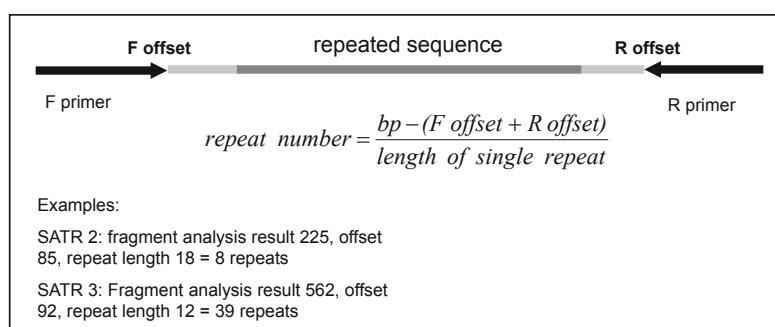 F offset repeated sequence R offset
F primer R primer
repeat number = bp − (F offset + R offset)
length of single repeat
Examples:
SATR 2: fragment analysis result 225, offset
85, repeat length 18 = 8 repeats
SATR 3: Fragment analysis result 562, offset
92, repeat length 12 = 39 repeats